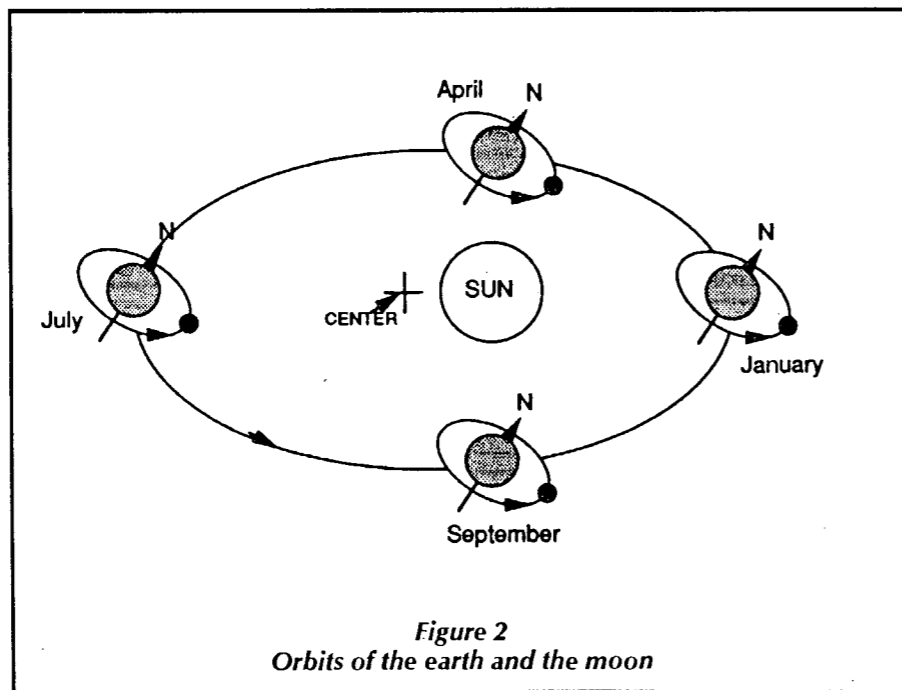 April
N
N
N
SUN
CENTER
July
January
N
September
Figure 2
Orbits of the earth and the moon